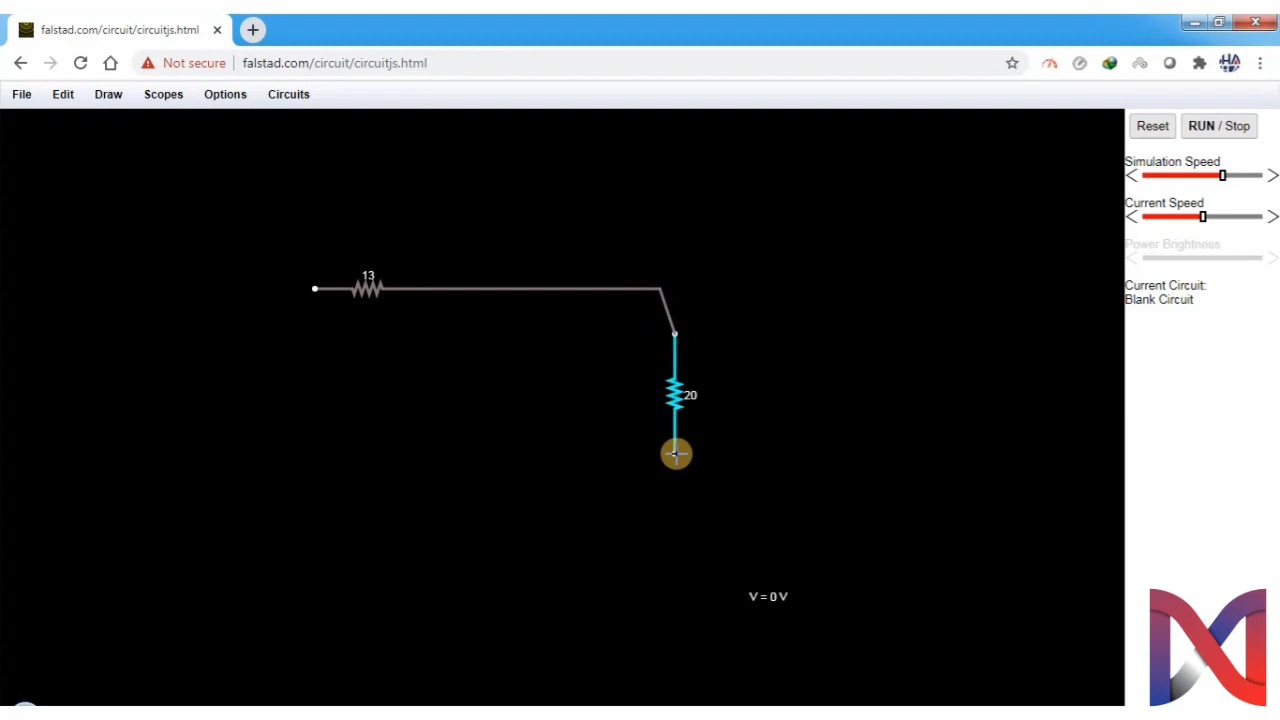 falstad.com/circuit/circuitjs.html
Not secure falstad.com/circuit/circuitjs.html
File Edit Draw Scopes Options Circuits
Reset RUN / Stop
Simulation Speed
Current Speed
Power Brightness
Current Circuit:
Blank Circuit
13
20
V = 0 V